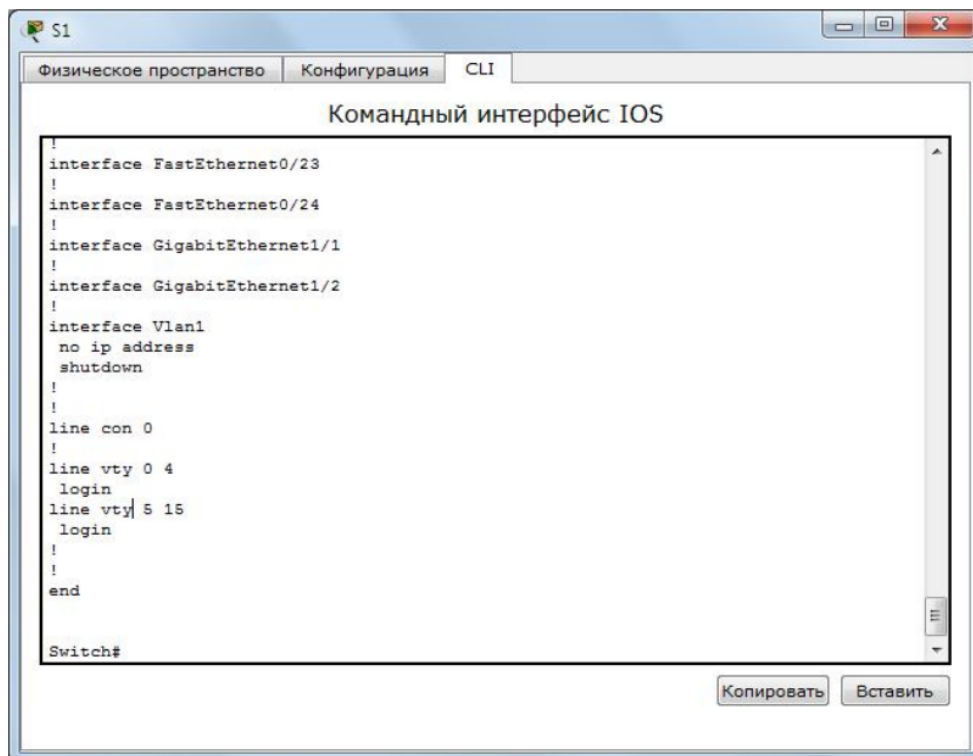 S1
Физическое пространство Конфигурация CLI
Командный интерфейс IOS
!
interface FastEthernet0/23
!
interface FastEthernet0/24
!
interface GigabitEthernet1/1
!
interface GigabitEthernet1/2
!
interface Vlan1
no ip address
shutdown
!
!
line con 0
!
line vty 0 4
login
line vty 5 15
login
!
!
end
Switch#
Копировать Вставить